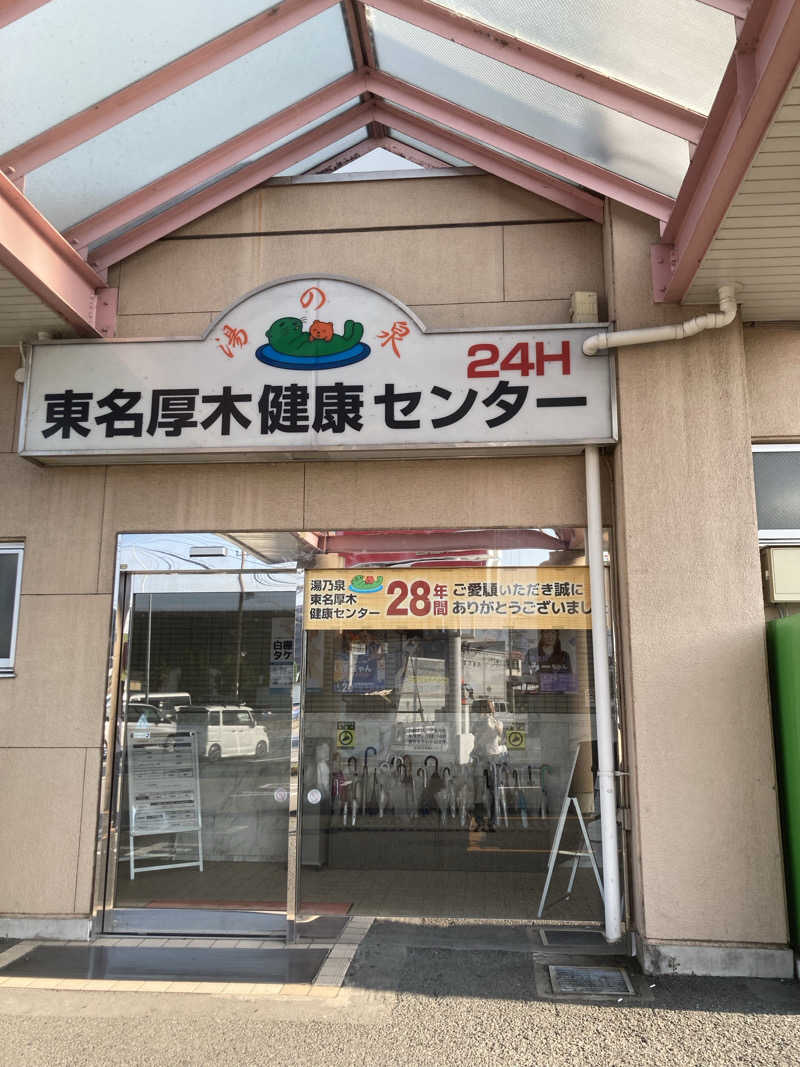 湯の泉
24H
東名厚木健康センター
湯乃泉
東名厚木
健康センター
28年間
ご愛顧いただき誠に
ありがとうございまし